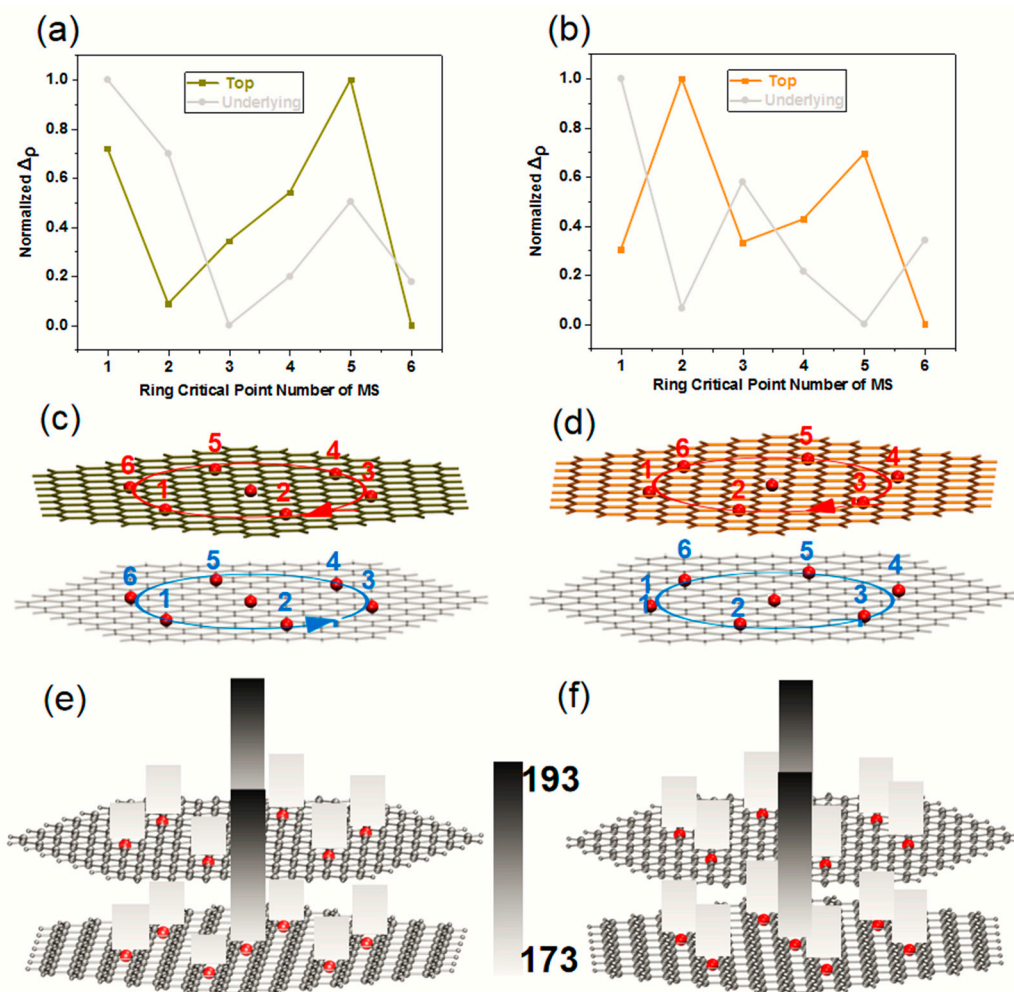 (a)
1.0
0.8
0.6
0.4
0.2
0.0
Normalized Δρ
Top
Underlying
1 2 3 4 5 6
Ring Critical Point Number of MS
(b)
1.0
0.8
0.6
0.4
0.2
0.0
Normalized Δρ
Top
Underlying
1 2 3 4 5 6
Ring Critical Point Number of MS
(c)
5
4
6
3
1
2
5
4
6
3
1
2
(d)
5
6
4
1
3
2
5
6
4
1
1
3
2
(e)
193
173
(f)